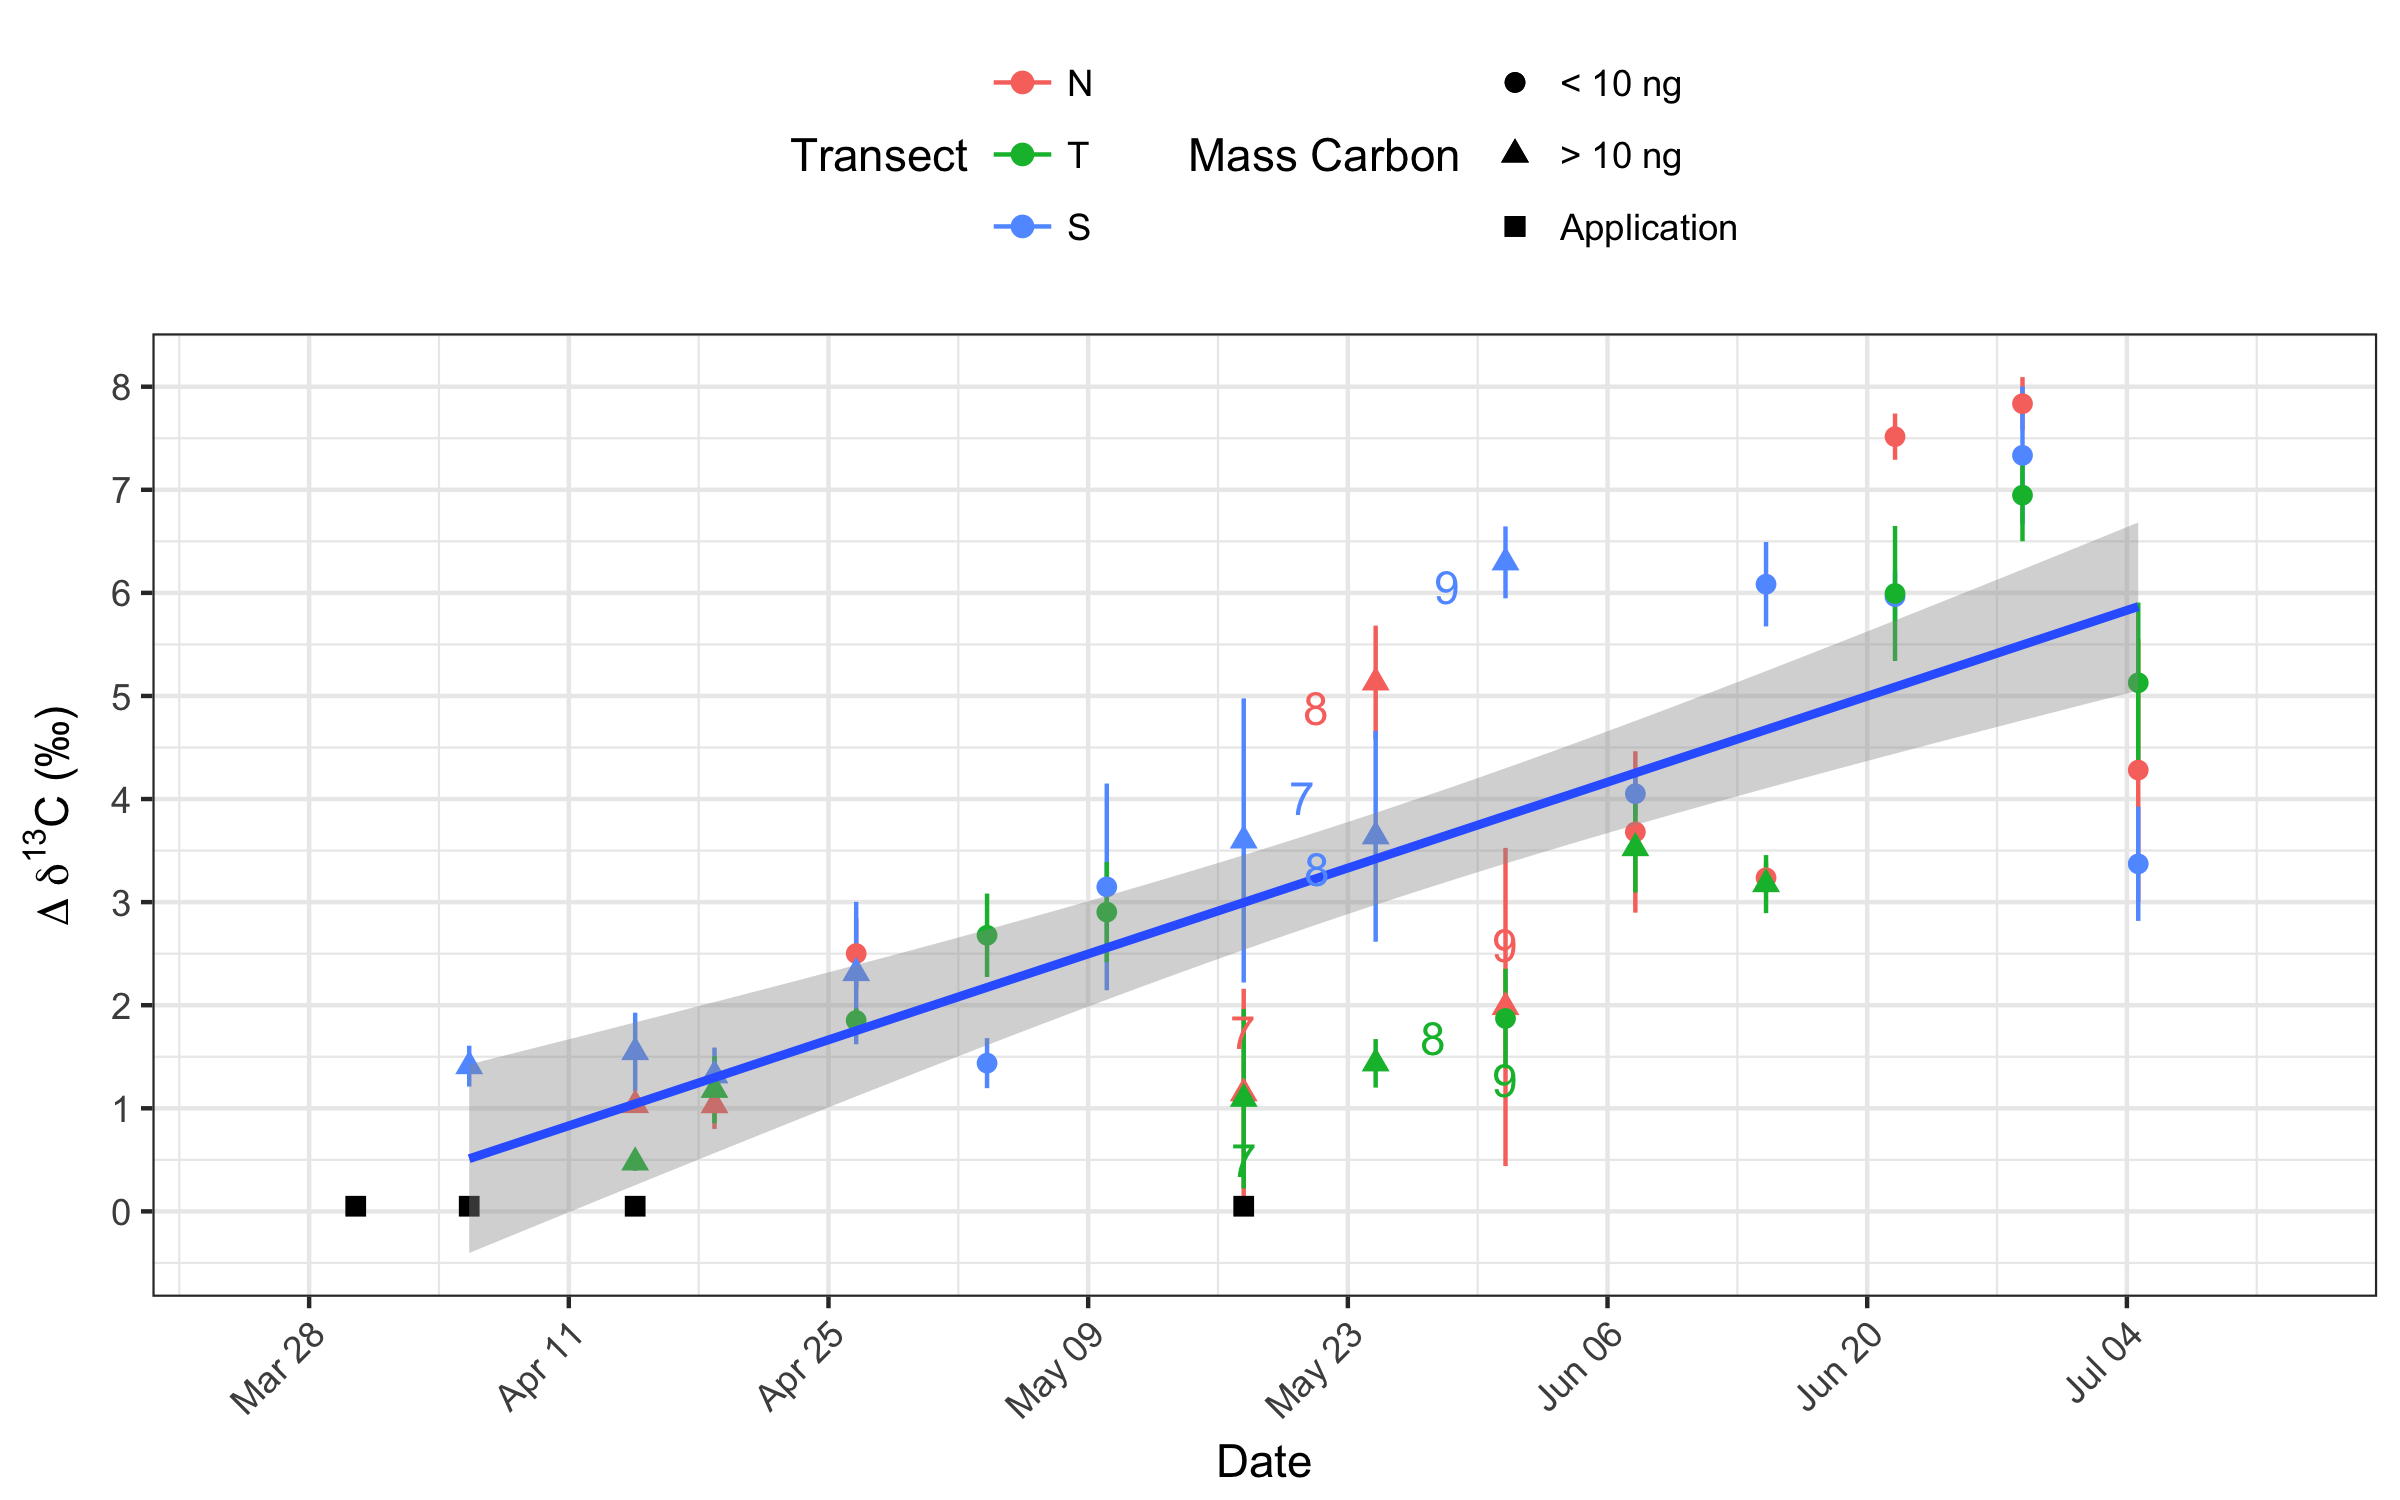 Transect
N
T
S
Mass Carbon
< 10 ng
> 10 ng
Application
Δ δ¹³C (‰)
8
7
6
5
4
3
2
1
0
9
8
7
8
9
7
8
9
7
Mar 28
Apr 11
Apr 25
May 09
May 23
Jun 06
Jun 20
Jul 04
Date